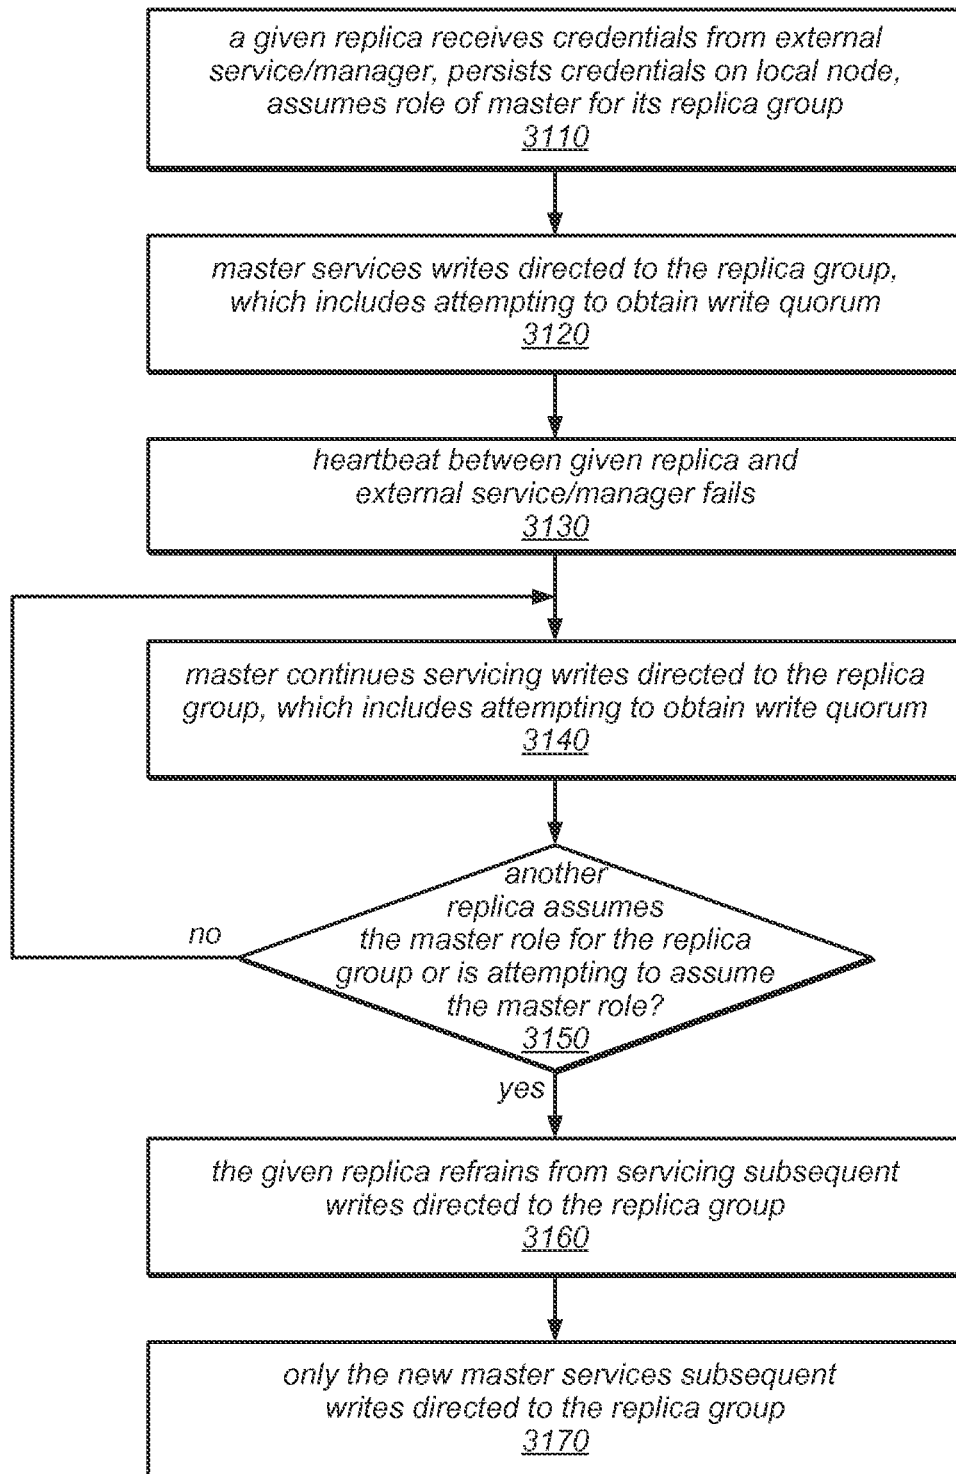 a given replica receives credentials from external
service/manager, persists credentials on local node,
assumes role of master for its replica group
3110
master services writes directed to the replica group,
which includes attempting to obtain write quorum
3120
heartbeat between given replica and
external service/manager fails
3130
master continues servicing writes directed to the replica
group, which includes attempting to obtain write quorum
3140
another
replica assumes
the master role for the replica
group or is attempting to assume
the master role?
3150
no
yes
the given replica refrains from servicing subsequent
writes directed to the replica group
3160
only the new master services subsequent
writes directed to the replica group
3170